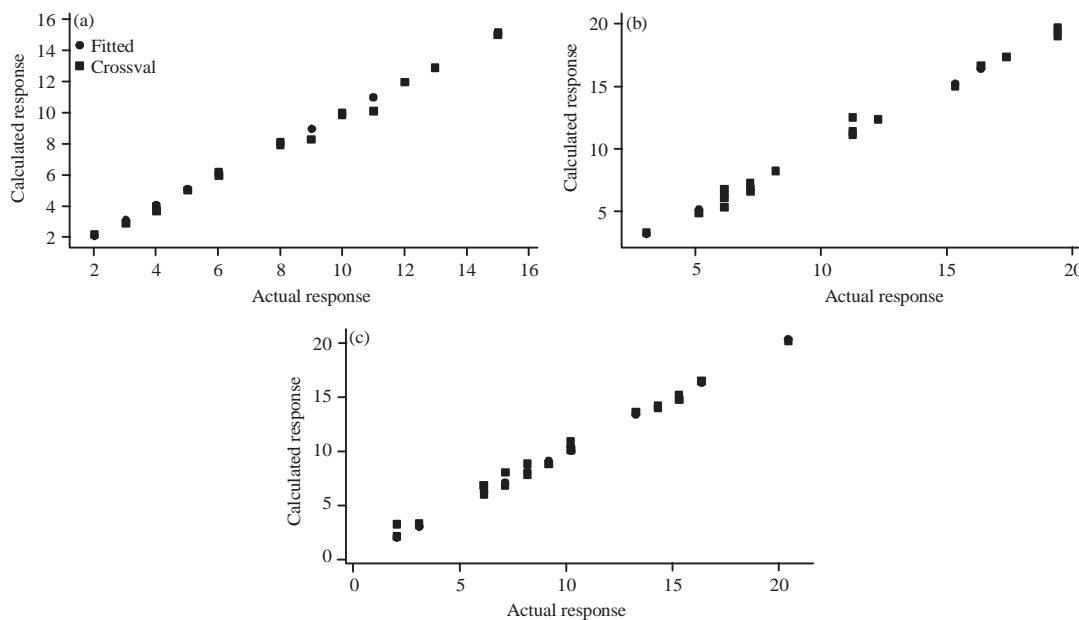 (a)
Fitted
Crossval
16
14
12
10
8
6
4
2
Calculated response
2 4 6 8 10 12 14 16
Actual response
(b)
20
15
10
5
Calculated response
5 10 15 20
Actual response
(c)
20
15
10
5
0
Calculated response
0 5 10 15 20
Actual response